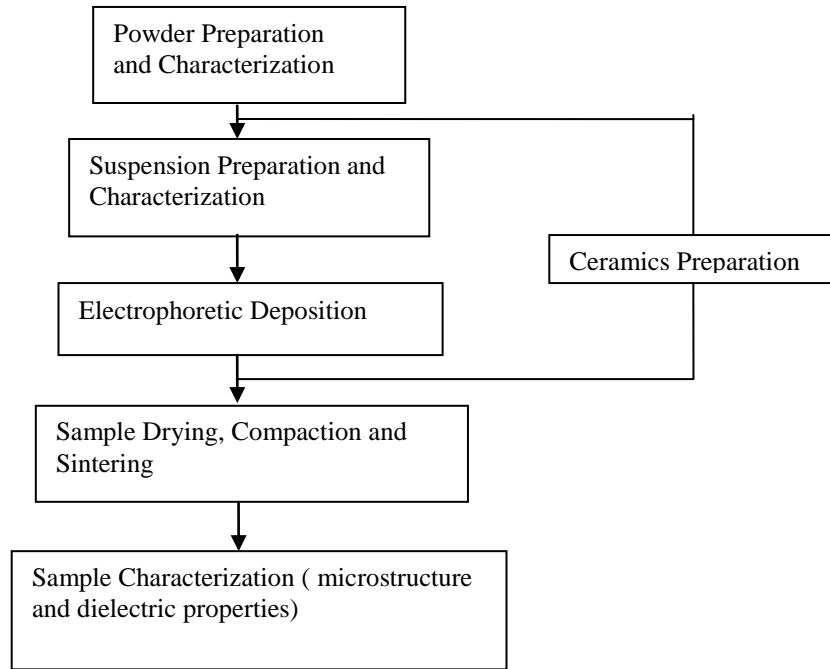 Powder Preparation
and Characterization
Suspension Preparation and
Characterization
Ceramics Preparation
Electrophoretic Deposition
Sample Drying, Compaction and
Sintering
Sample Characterization ( microstructure
and dielectric properties)